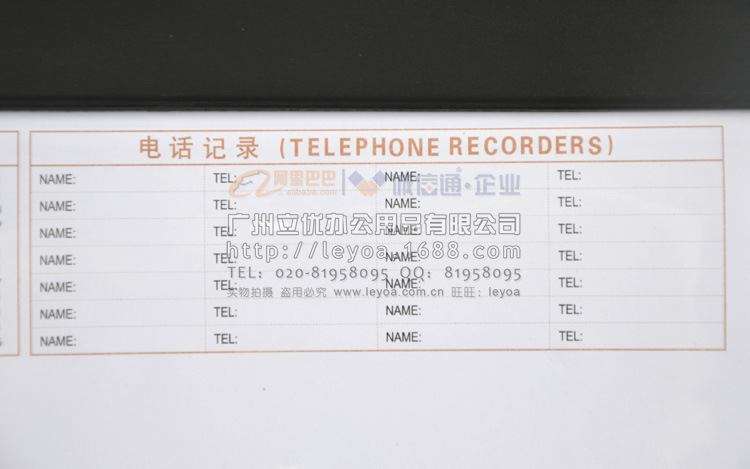 电话记录 (TELEPHONE RECORDERS)
NAME: TEL: NAME: TEL:
NAME: TEL: NAME: TEL:
NAME: TEL: NAME: TEL:
NAME: TEL: NAME: TEL:
NAME: TEL: NAME: TEL:
NAME: TEL: NAME: TEL:
NAME: TEL: NAME: TEL:
阿里巴巴 alibaba.com 诚信通·企业
广州立优办公用品有限公司
http://leyoa.1688.com
TEL: 020-81958095 QQ: 81958095
实物拍摄 盗用必究 www.leyoa.com.cn 旺旺: leyoa